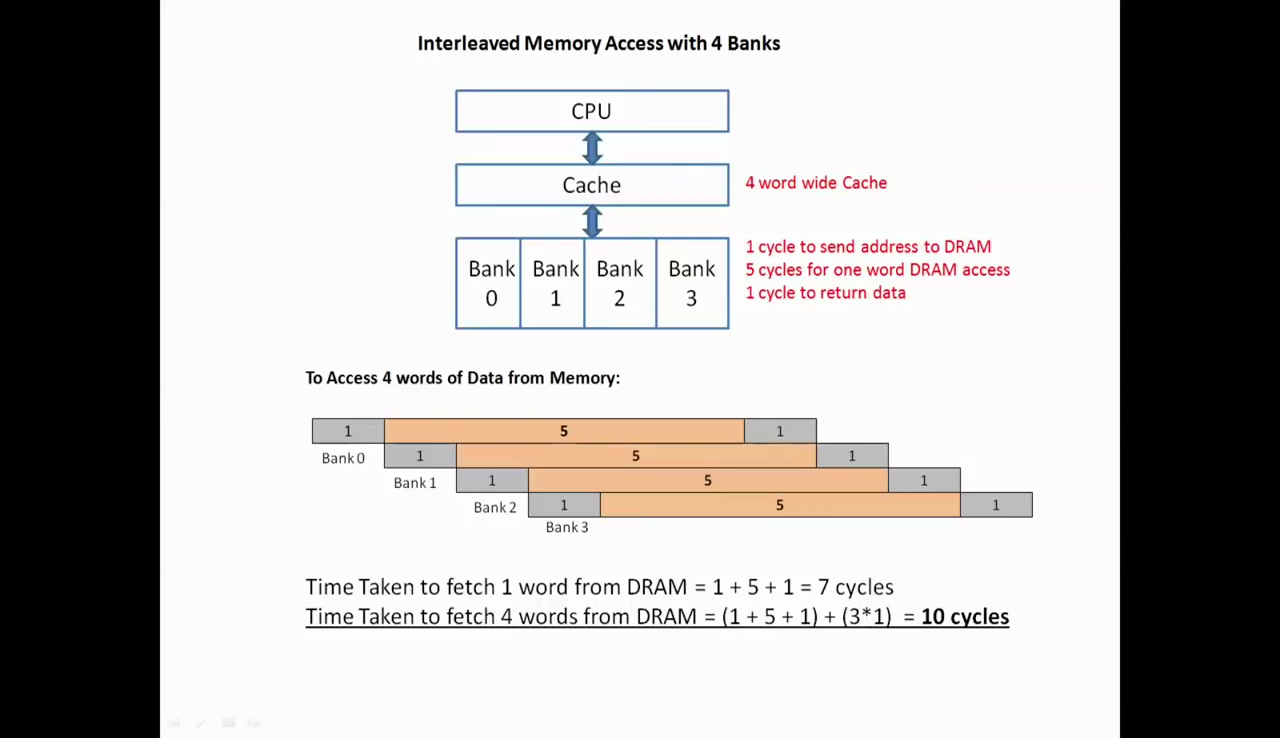 Interleaved Memory Access with 4 Banks
CPU
Cache
4 word wide Cache
Bank 0
Bank 1
Bank 2
Bank 3
1 cycle to send address to DRAM
5 cycles for one word DRAM access
1 cycle to return data
To Access 4 words of Data from Memory:
1 5 1
Bank 0
1 5 1
Bank 1
1 5 1
Bank 2
1 5 1
Bank 3
Time Taken to fetch 1 word from DRAM = 1 + 5 + 1 = 7 cycles
Time Taken to fetch 4 words from DRAM = (1 + 5 + 1) + (3*1) = 10 cycles